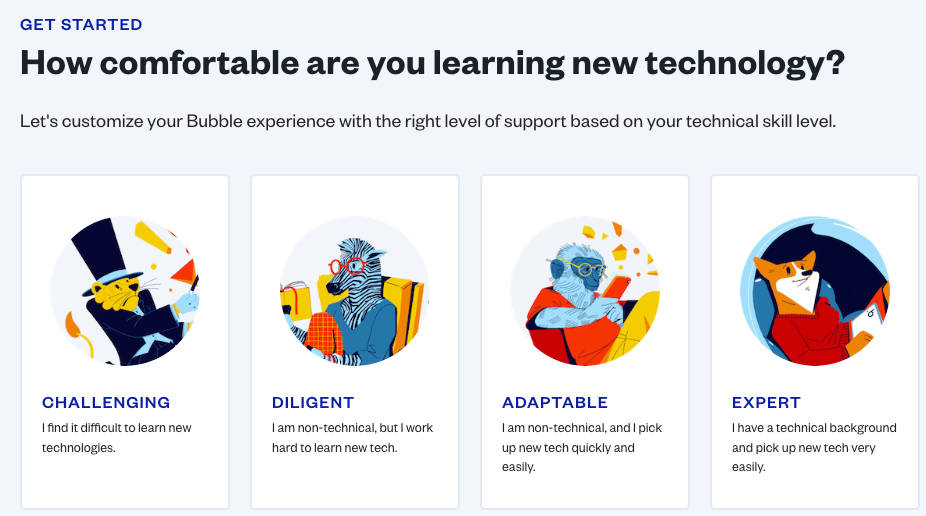 GET STARTED
How comfortable are you learning new technology?
Let's customize your Bubble experience with the right level of support based on your technical skill level.
CHALLENGING
I find it difficult to learn new
technologies.
DILIGENT
I am non-technical, but I work
hard to learn new tech.
ADAPTABLE
I am non-technical, and I pick
up new tech quickly and
easily.
EXPERT
I have a technical background
and pick up new tech very
easily.